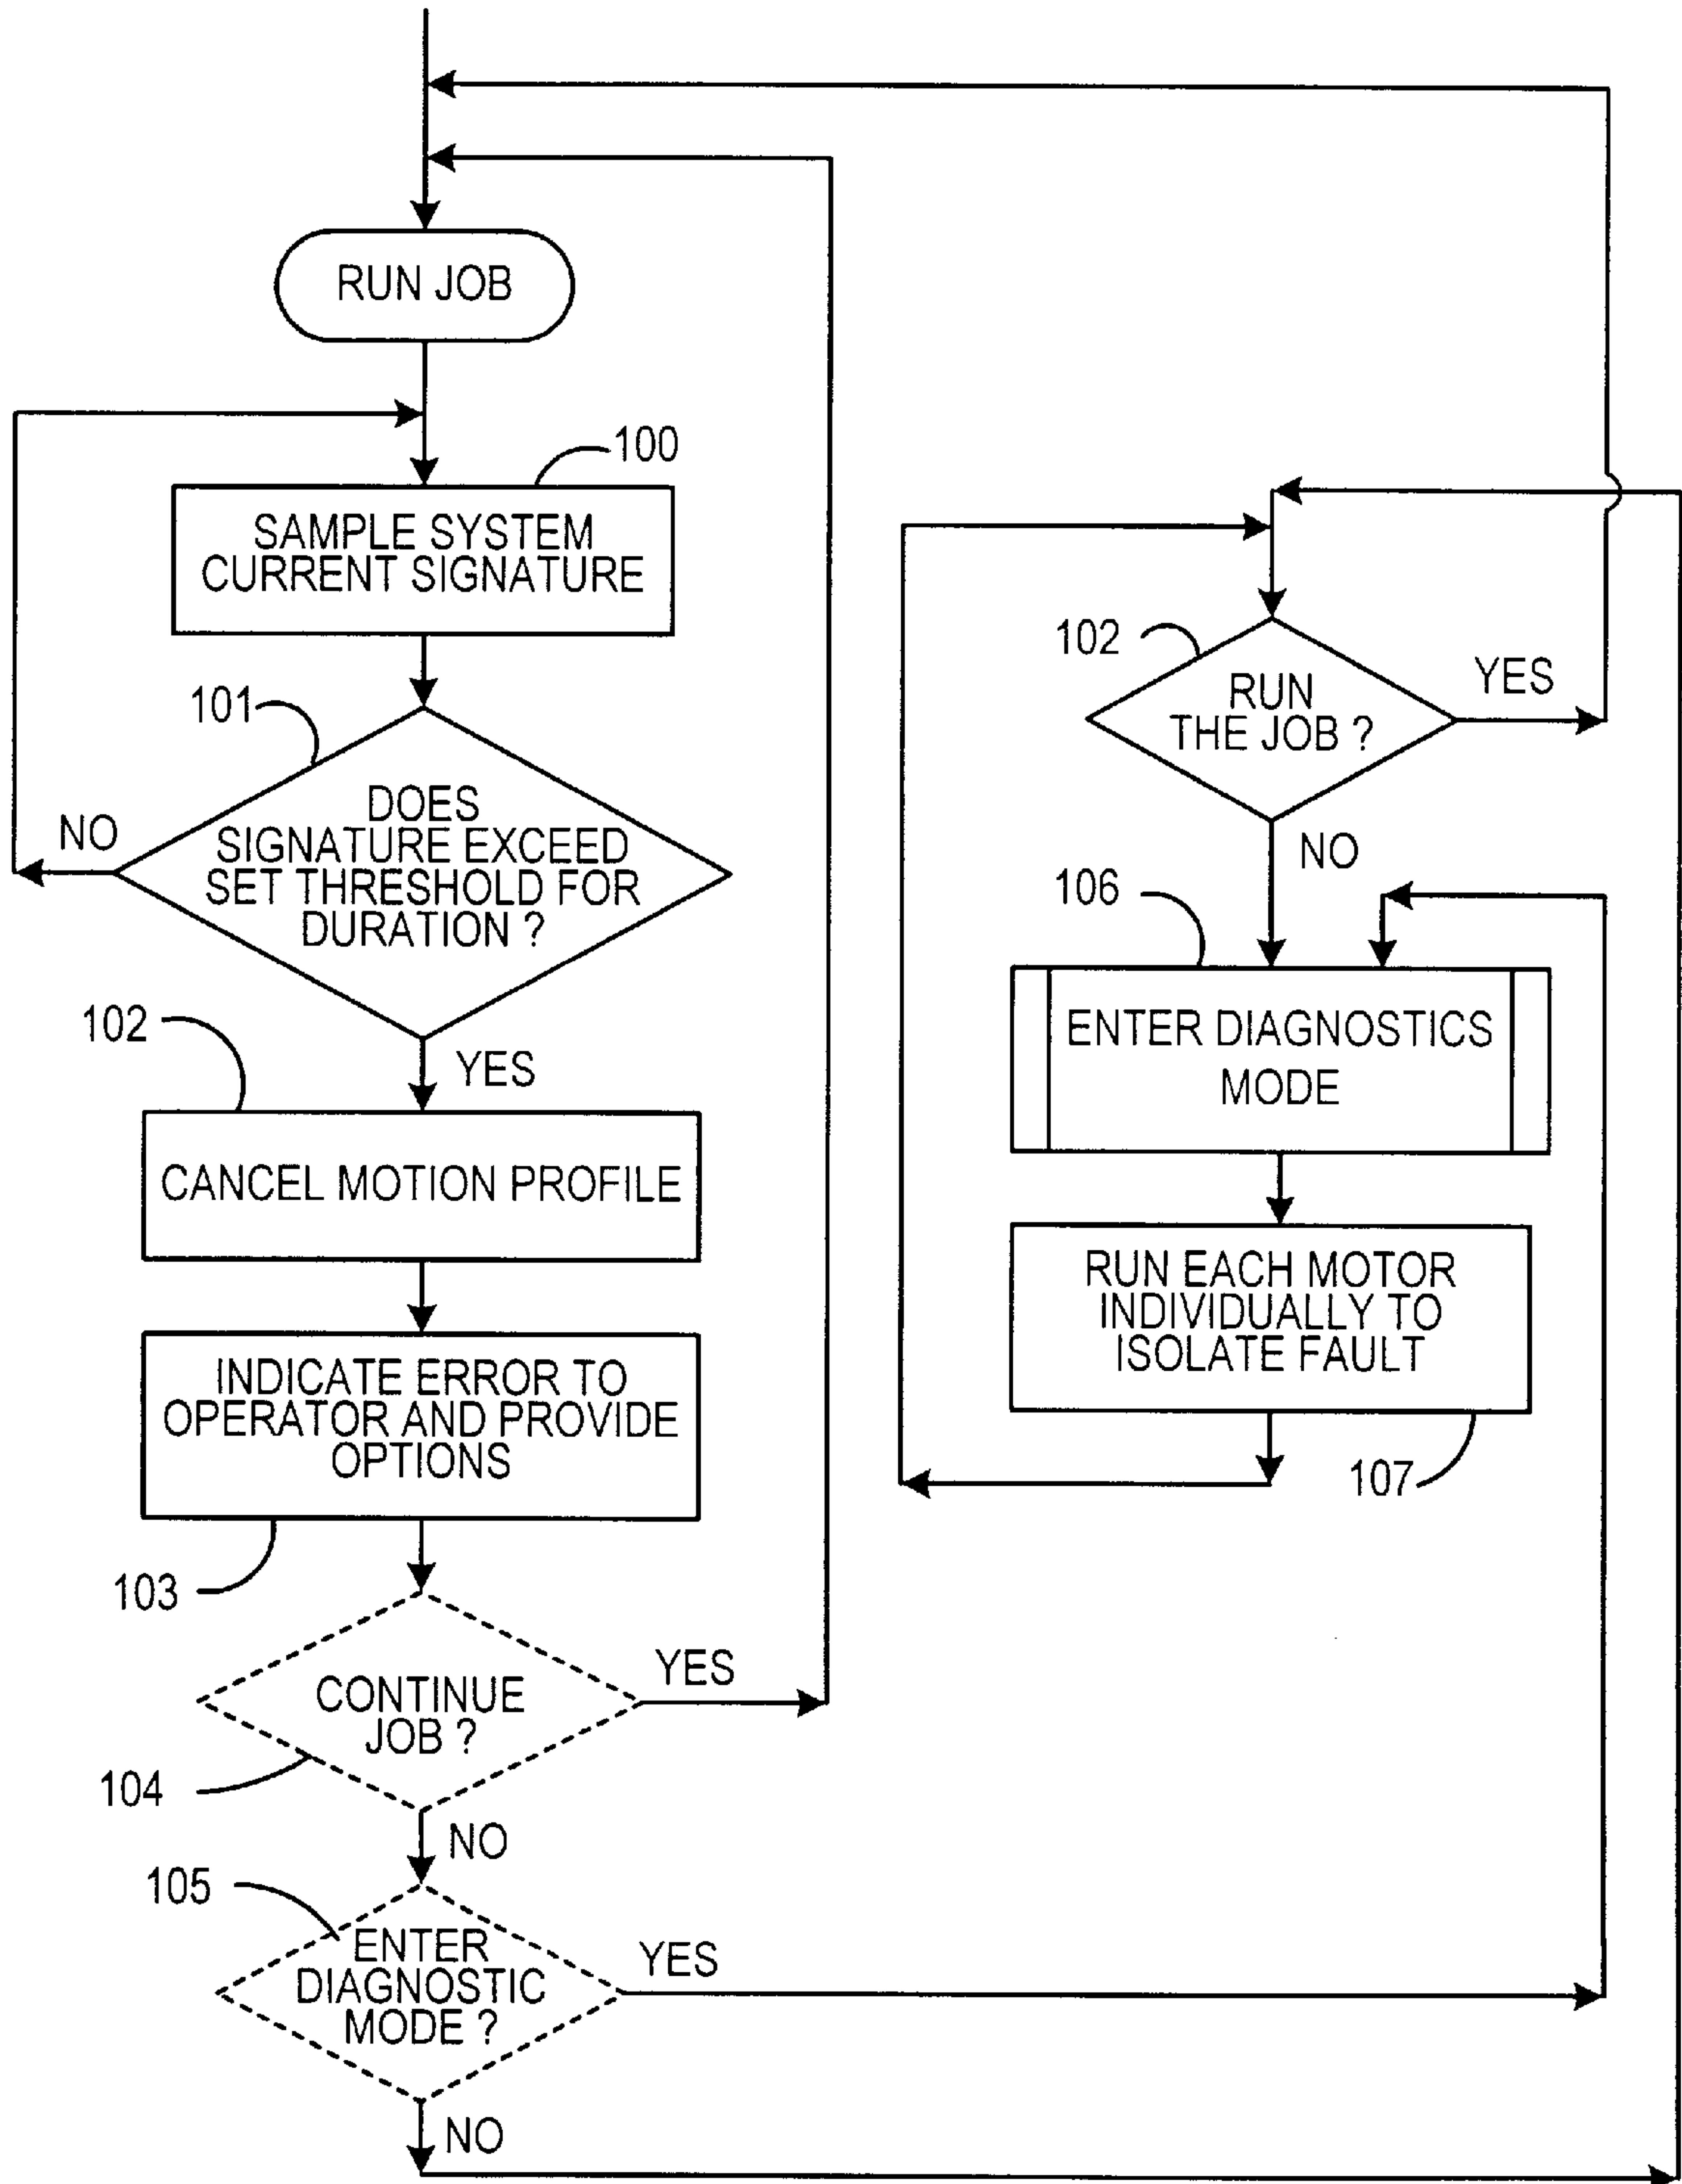 RUN JOB
100
SAMPLE SYSTEM
CURRENT SIGNATURE
101
DOES
SIGNATURE EXCEED
SET THRESHOLD FOR
DURATION ?
NO
YES
102
CANCEL MOTION PROFILE
INDICATE ERROR TO
OPERATOR AND PROVIDE
OPTIONS
103
CONTINUE
JOB ?
YES
104
NO
105
ENTER
DIAGNOSTIC
MODE ?
YES
NO
102
RUN
THE JOB ?
YES
NO
106
ENTER DIAGNOSTICS
MODE
RUN EACH MOTOR
INDIVIDUALLY TO
ISOLATE FAULT
107